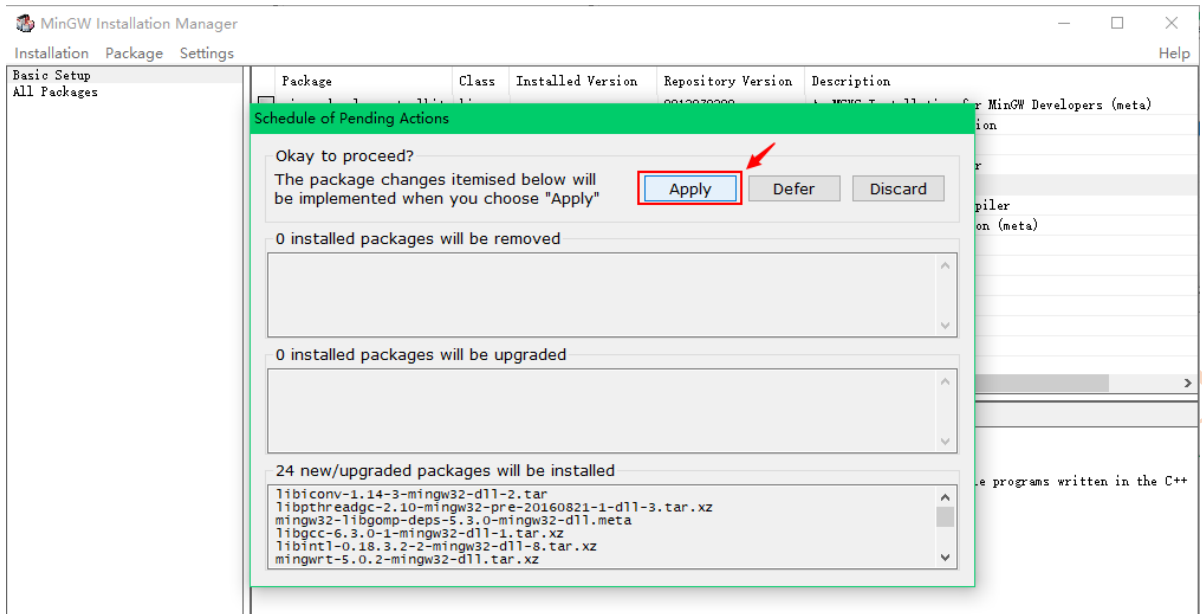 MinGW Installation Manager
Installation Package Settings Help
Basic Setup
All Packages
Package Class Installed Version Repository Version Description
for MinGW Developers (meta)
Schedule of Pending Actions
Okay to proceed?
The package changes itemised below will
be implemented when you choose "Apply"
Apply Defer Discard
on (meta)
0 installed packages will be removed
0 installed packages will be upgraded
24 new/upgraded packages will be installed
libiconv-1.14-3-mingw32-dll-2.tar
libpthreadgc-2.10-mingw32-pre-20160821-1-dll-3.tar.xz
mingw32-libgomp-deps-5.3.0-mingw32-dll.meta
libgcc-6.3.0-1-mingw32-dll-1.tar.xz
libintl-0.18.3.2-2-mingw32-dll-8.tar.xz
mingwrt-5.0.2-mingw32-dll.tar.xz
programs written in the C++